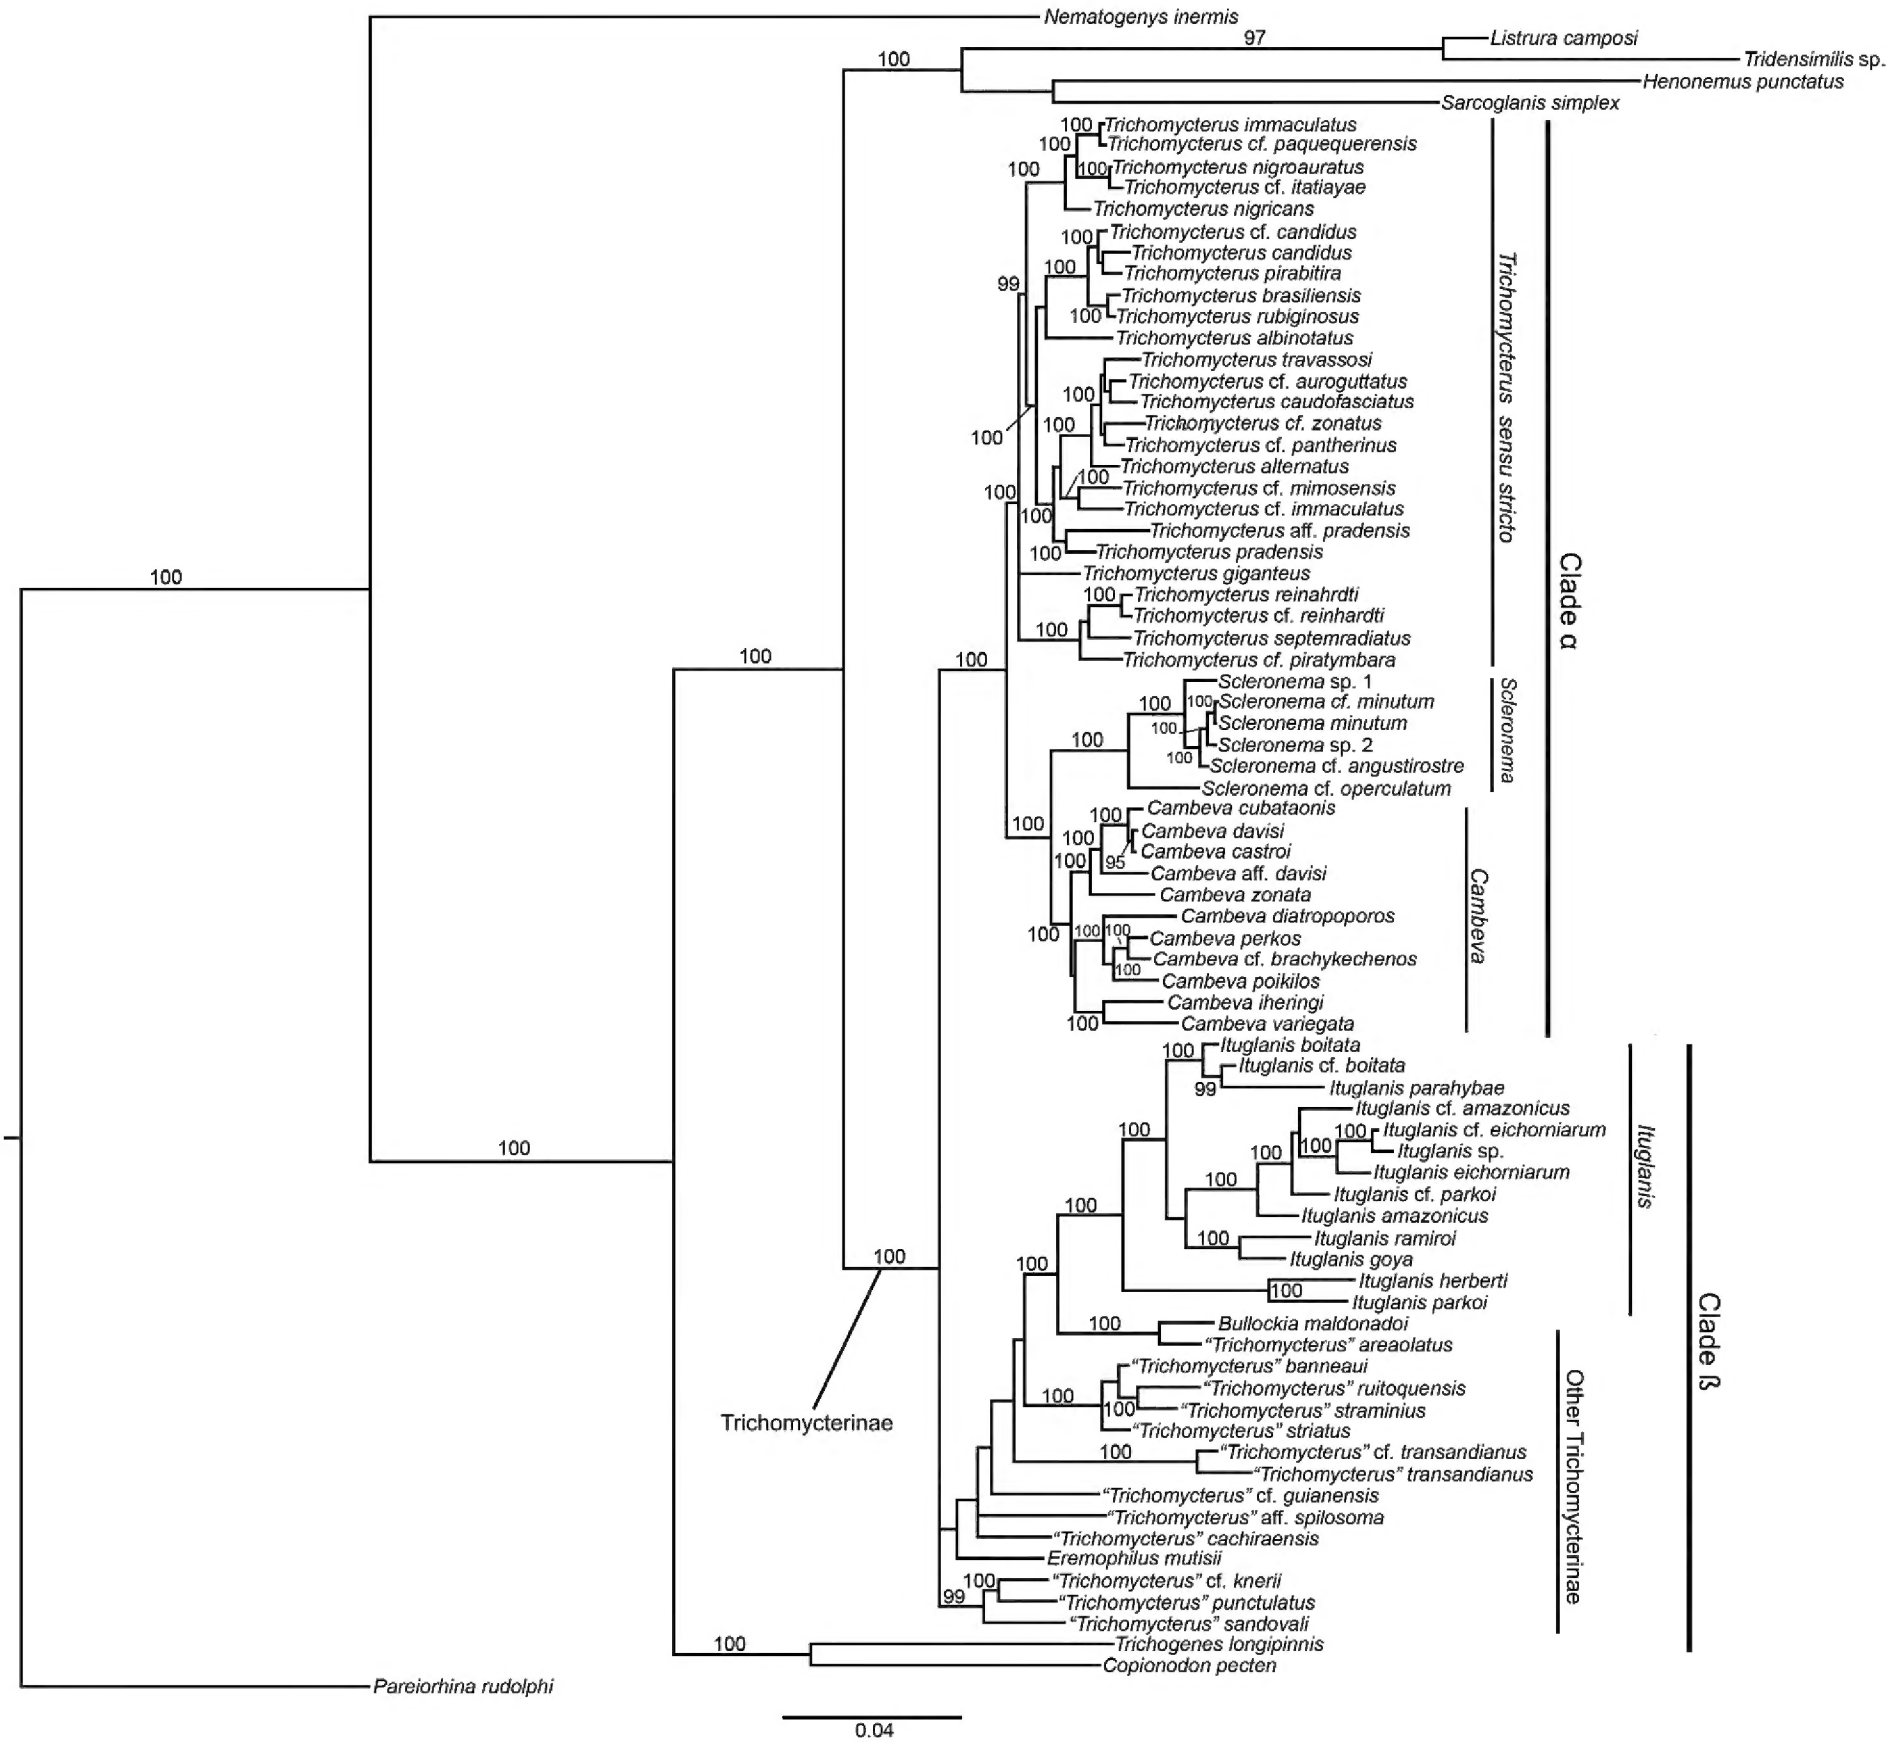 Nematogenys inermis
97
Listrura camposi
Tridensimilis sp.
100
Henonemus punctatus
Sarcoglanis simplex
100
Trichomycterus immaculatus
100
Trichomycterus cf. paquequerensis
100
100
Trichomycterus nigroauratus
Trichomycterus cf. itatiayae
Trichomycterus nigricans
100
Trichomycterus cf. candidus
Trichomycterus candidus
100
Trichomycterus pirabitira
99
Trichomycterus brasiliensis
100
Trichomycterus rubiginosus
Trichomycterus albinotatus
Trichomycterus travassosi
Trichomycterus cf. auroguttatus
100
Trichomycterus caudofasciatus
100
100
Trichomycterus cf. zonatus
Trichomycterus cf. pantherinus
Trichomycterus alternatus
100
100
Trichomycterus cf. mimosensis
100
Trichomycterus cf. immaculatus
Trichomycterus aff. pradensis
100
Trichomycterus pradensis
Trichomycterus giganteus
100
Trichomycterus reinahrdti
Trichomycterus cf. reinhardti
100
Trichomycterus septemradiatus
Trichomycterus cf. piratymbara
Trichomycterus sensu stricto
100
100
100
Scleronema sp. 1
100
100
Scleronema cf. minutum
100
Scleronema minutum
100
Scleronema sp. 2
100
Scleronema cf. angustirostre
Scleronema cf. operculatum
Scleronema
100
100
Cambeva cubataonis
100
Cambeva davisi
100
95
Cambeva castroi
Cambeva aff. davisi
Cambeva zonata
Cambeva diatropoporos
100
100
100
Cambeva perkos
Cambeva cf. brachykechenos
100
Cambeva poikilos
Cambeva iheringi
100
Cambeva variegata
Cambeva
Clade α
100
Ituglanis boitata
Ituglanis cf. boitata
99
Ituglanis parahybae
Ituglanis cf. amazonicus
100
100
Ituglanis cf. eichorniarum
100
100
Ituglanis sp.
Ituglanis eichorniarum
100
Ituglanis cf. parkoi
100
Ituglanis amazonicus
100
Ituglanis ramiroi
Ituglanis goya
Ituglanis herberti
100
100
Ituglanis parkoi
Ituglanis
100
100
Bullockia maldonadoi
“Trichomycterus” areaolatus
“Trichomycterus” banneaui
100
“Trichomycterus” ruitoquensis
100
“Trichomycterus” straminius
“Trichomycterus” striatus
Trichomycterinae
100
“Trichomycterus” cf. transandianus
“Trichomycterus” transandianus
“Trichomycterus” cf. guianensis
“Trichomycterus” aff. spilosoma
“Trichomycterus” cachiraensis
Eremophilus mutisii
100
“Trichomycterus” cf. knerii
99
“Trichomycterus” punctulatus
“Trichomycterus” sandovali
Other Trichomycterinae
Clade ß
100
Trichogenes longipinnis
Copionodon pecten
Pareiorhina rudolphi
0.04